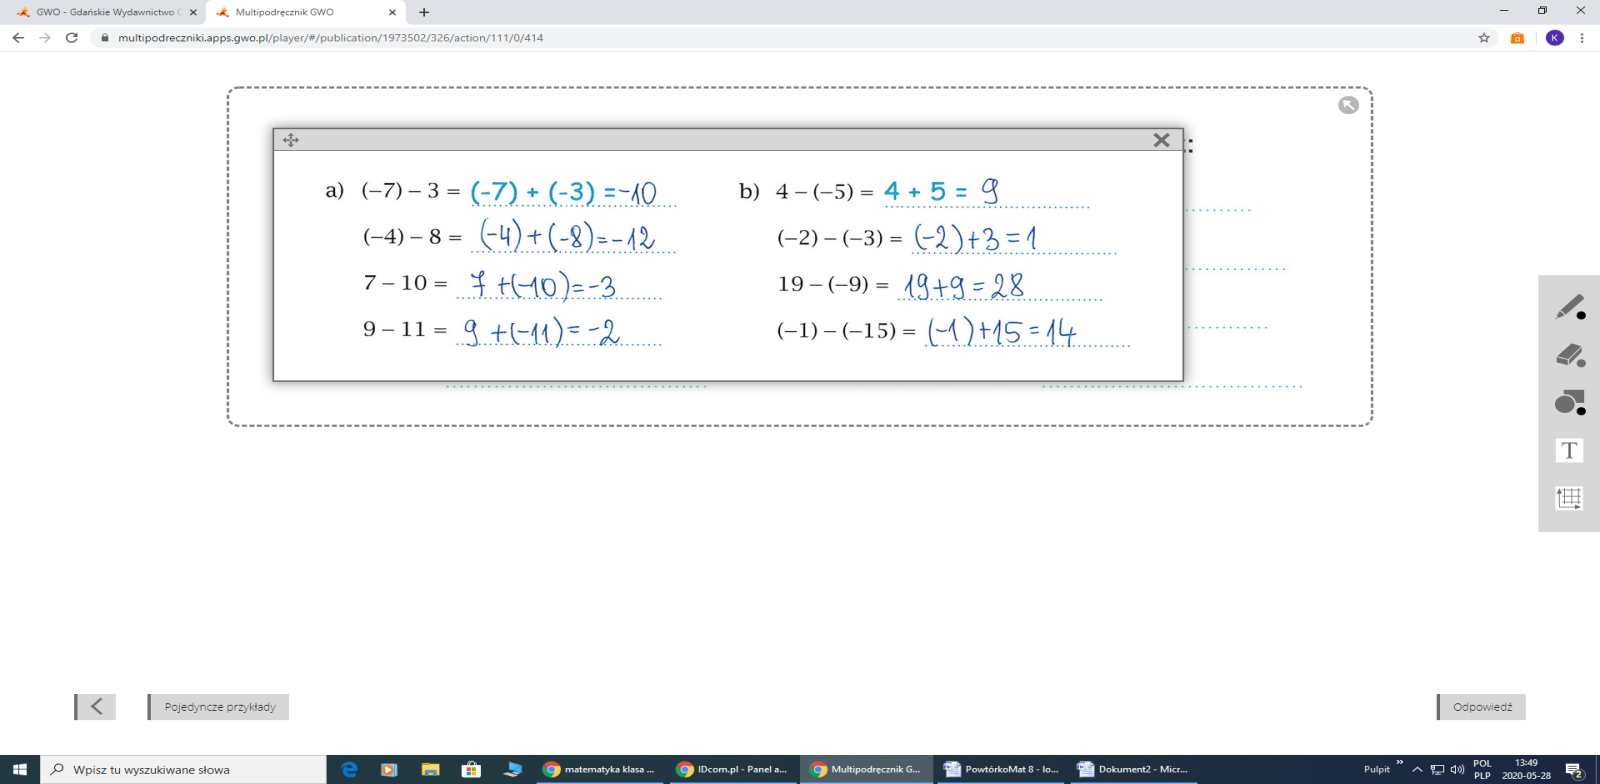 GWO - Gdańskie Wydawnictwo
Multipodręcznik GWO
multipodreczniki.apps.gwo.pl/player/#/publication/1973502/326/action/111/0/414
K
:
a) (−7) − 3 = (-7) + (-3) = -10
(−4) − 8 = (-4)+(-8)=-12
7 − 10 = 7 +(-10)=-3
9 − 11 = 9 +(-11)=-2
b) 4 − (−5) = 4 + 5 = 9
(−2) − (−3) = (-2)+3=1
19 − (−9) = 19+9=28
(−1) − (−15) = (-1)+15=14
T
Pojedyncze przykłady
Odpowiedź
Wpisz tu wyszukiwane słowa
matematyka klasa ...
IDcom.pl - Panel a...
Multipodręcznik G...
PowtórkoMat 8 - lo...
Dokument2 - Micr...
Pulpit
POL
PLP
13:49
2020-05-28
2